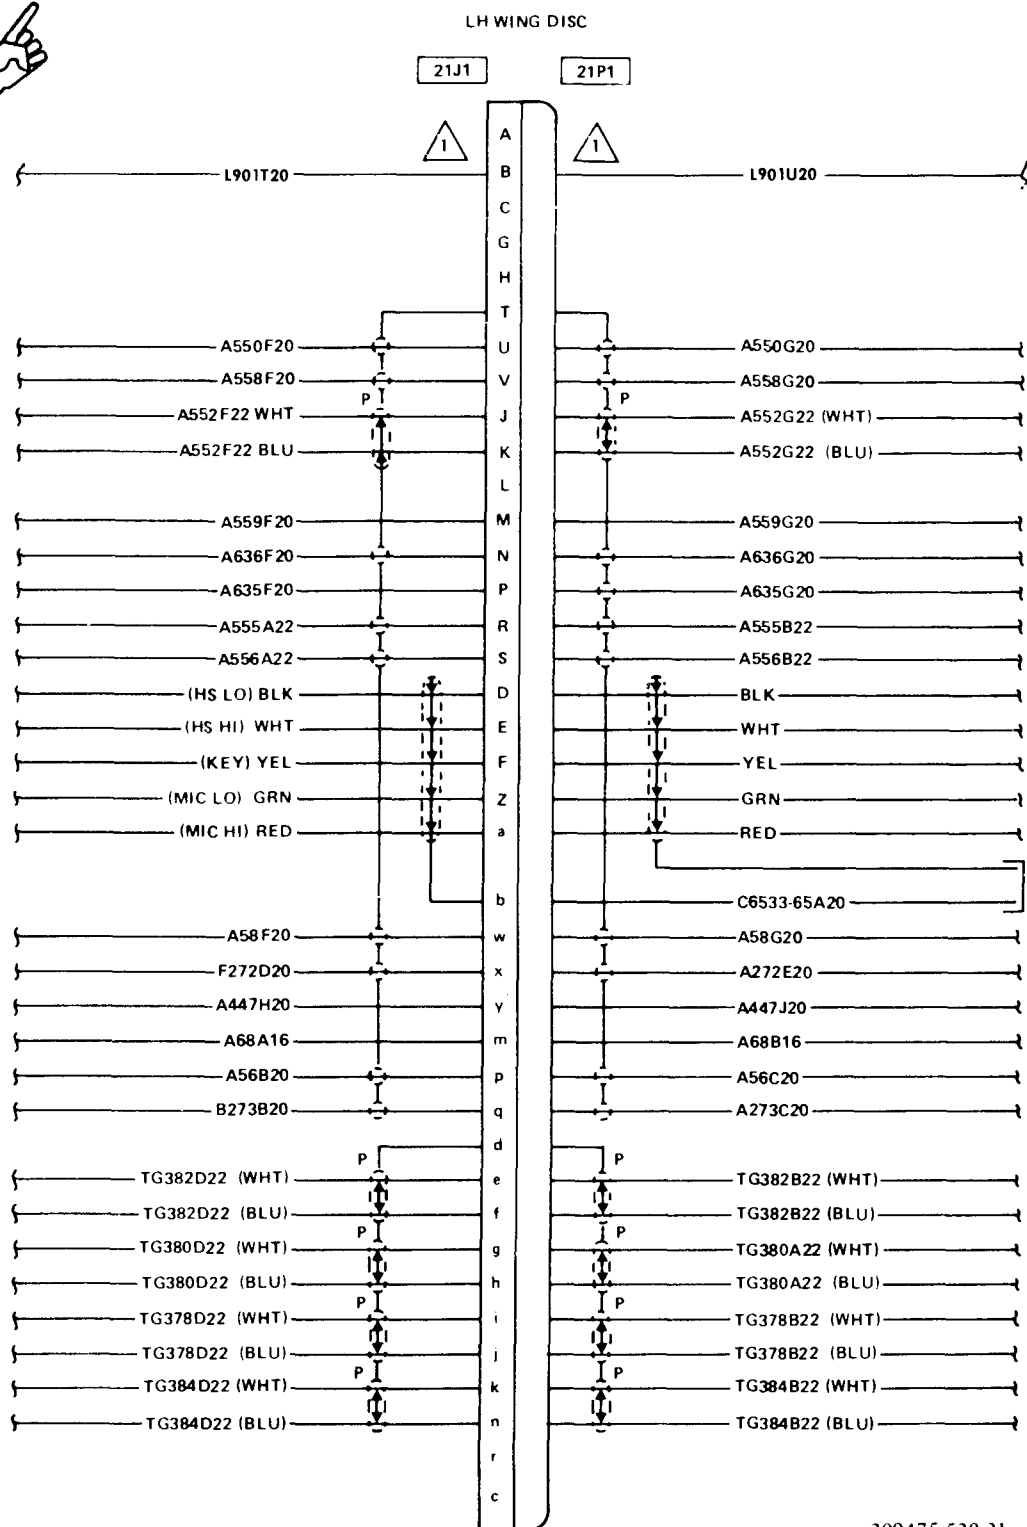 LH WING DISC
21J1 21P1
1 A 1
L901T20 B L901U20
C
G
H
T
A550F20 U A550G20
A558F20 V A558G20
P P
A552F22 WHT J A552G22 (WHT)
A552F22 BLU K A552G22 (BLU)
L
A559F20 M A559G20
A636F20 N A636G20
A635F20 P A635G20
A555A22 R A555B22
A556A22 S A556B22
(HS LO) BLK D BLK
(HS HI) WHT E WHT
(KEY) YEL F YEL
(MIC LO) GRN Z GRN
(MIC HI) RED a RED
b C6533-65A20
A58F20 w A58G20
F272D20 x A272E20
A447H20 y A447J20
A68A16 m A68B16
A56B20 p A56C20
B273B20 q A273C20
d
P P
TG382D22 (WHT) e TG382B22 (WHT)
TG382D22 (BLU) f TG382B22 (BLU)
P P
TG380D22 (WHT) g TG380A22 (WHT)
TG380D22 (BLU) h TG380A22 (BLU)
P P
TG378D22 (WHT) i TG378B22 (WHT)
TG378D22 (BLU) j TG378B22 (BLU)
P P
TG384D22 (WHT) k TG384B22 (WHT)
TG384D22 (BLU) n TG384B22 (BLU)
r
c